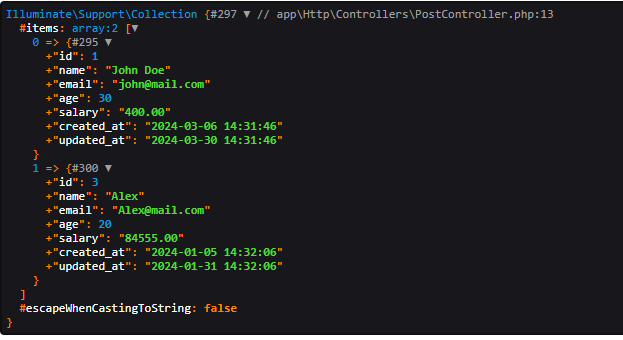 Illuminate\Support\Collection {#297 ▼ // app\Http\Controllers\PostController.php:13
#items: array:2 [▼
0 => {#295 ▼
+"id": 1
+"name": "John Doe"
+"email": "john@mail.com"
+"age": 30
+"salary": "400.00"
+"created_at": "2024-03-06 14:31:46"
+"updated_at": "2024-03-30 14:31:46"
}
1 => {#300 ▼
+"id": 3
+"name": "Alex"
+"email": "Alex@mail.com"
+"age": 20
+"salary": "84555.00"
+"created_at": "2024-01-05 14:32:06"
+"updated_at": "2024-01-31 14:32:06"
}
]
#escapeWhenCastingToString: false
}